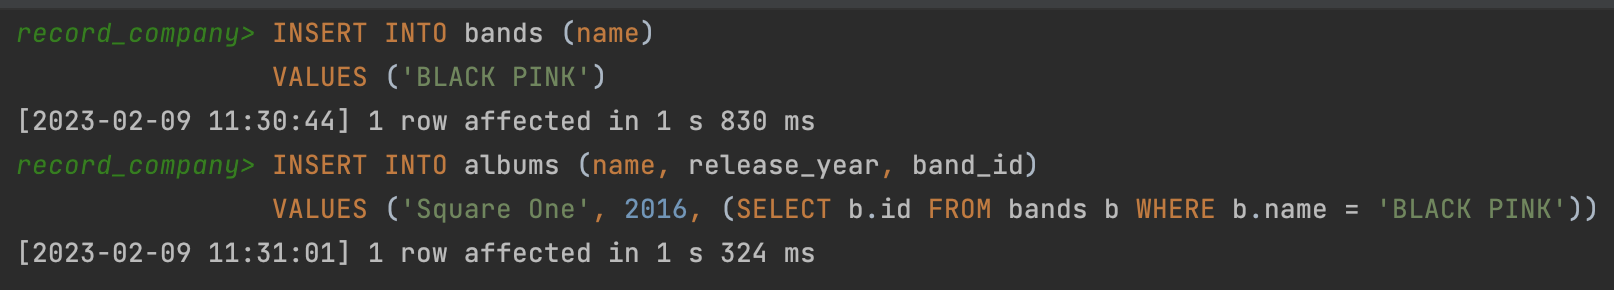 record_company> INSERT INTO bands (name)
VALUES ('BLACK PINK')
[2023-02-09 11:30:44] 1 row affected in 1 s 830 ms
record_company> INSERT INTO albums (name, release_year, band_id)
VALUES ('Square One', 2016, (SELECT b.id FROM bands b WHERE b.name = 'BLACK PINK'))
[2023-02-09 11:31:01] 1 row affected in 1 s 324 ms